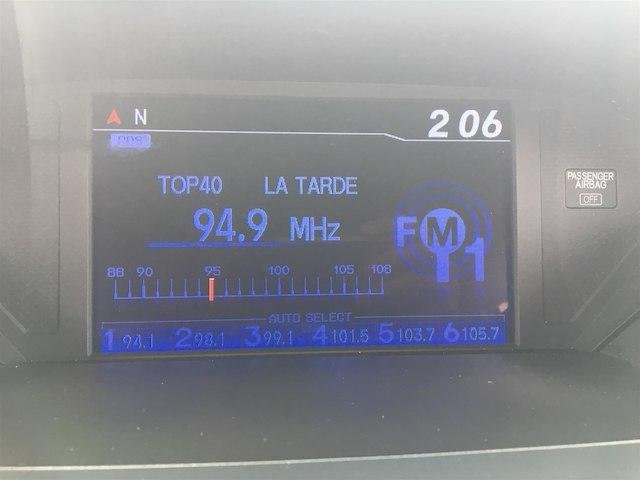 N 2 06
RDS
TOP40 LA TARDE
94.9 MHz
FM1
88 90 95 100 105 108
AUTO SELECT
1 94.1 2 98.1 3 99.1 4 101.5 5 103.7 6 105.7
PASSENGER
AIRBAG
OFF